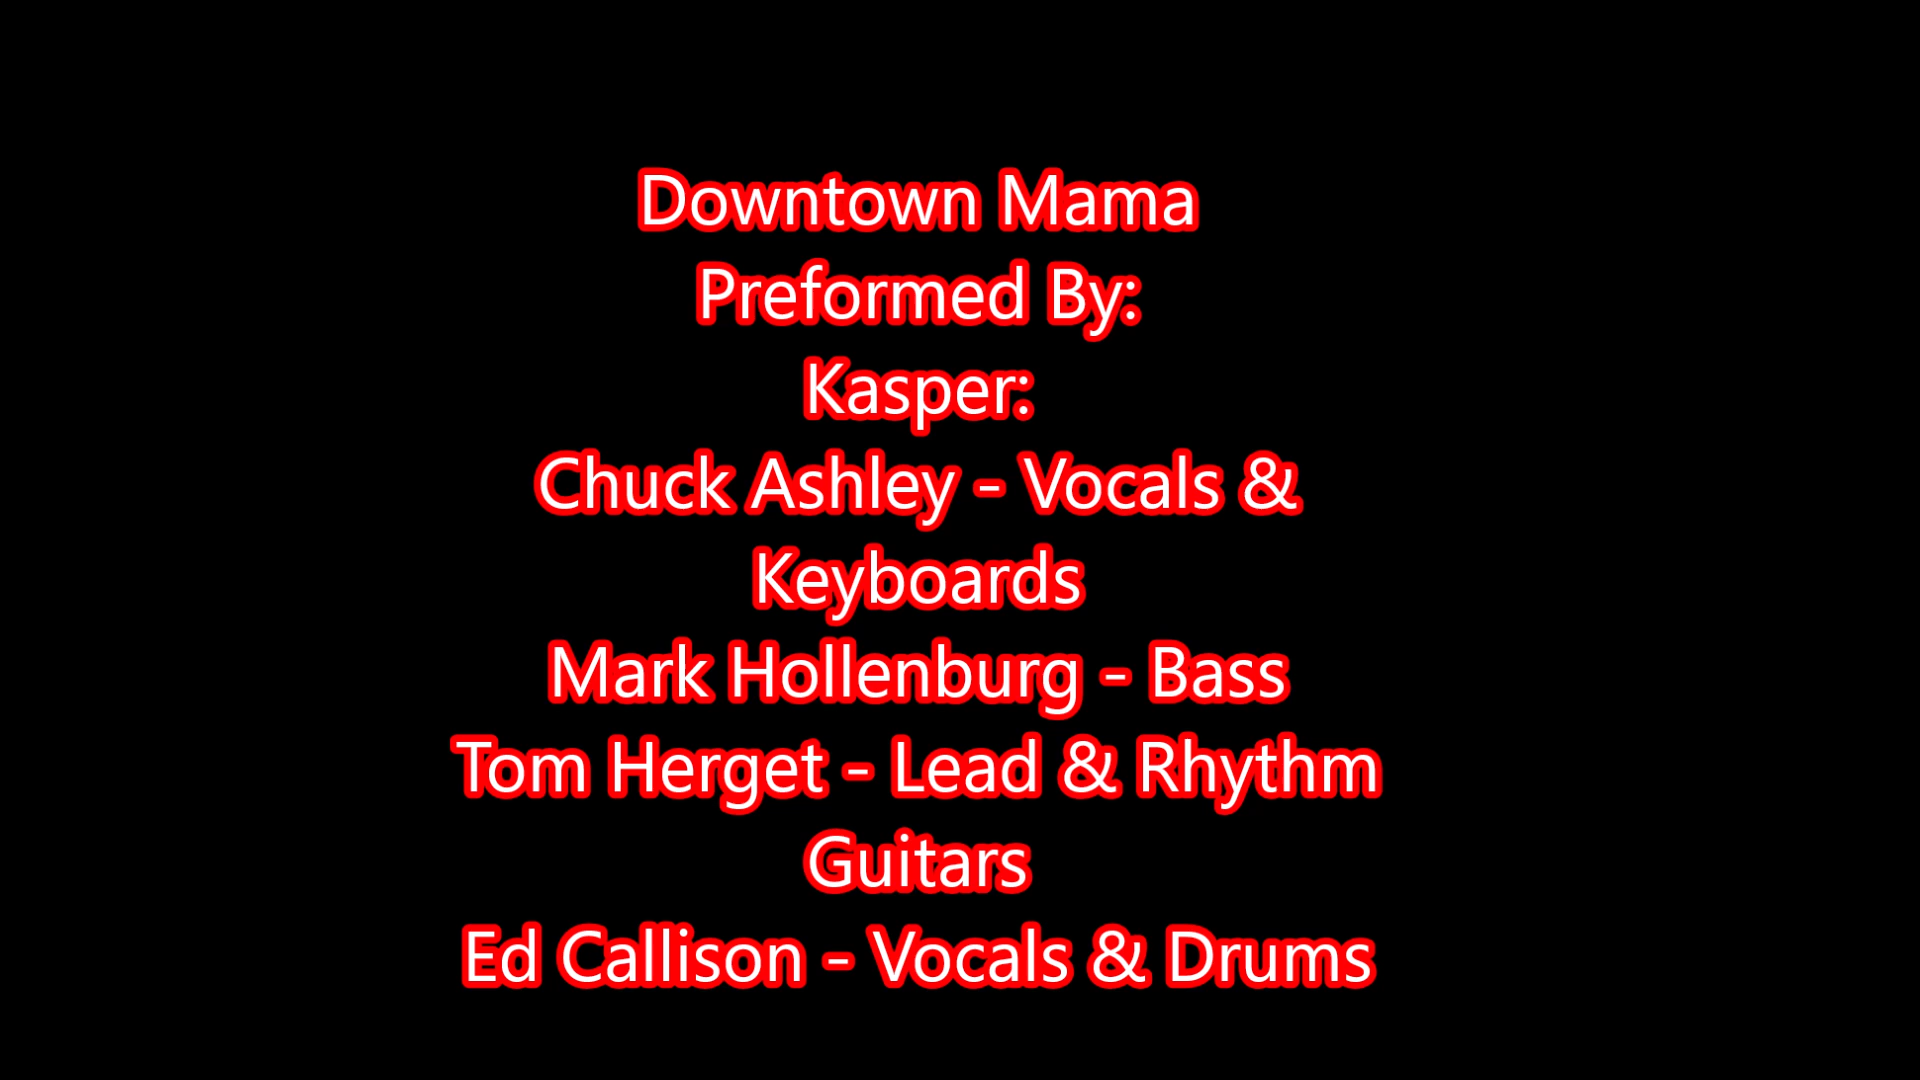 Downtown Mama
Preformed By:
Kasper:
Chuck Ashley - Vocals &
Keyboards
Mark Hollenburg - Bass
Tom Herget - Lead & Rhythm
Guitars
Ed Callison - Vocals & Drums